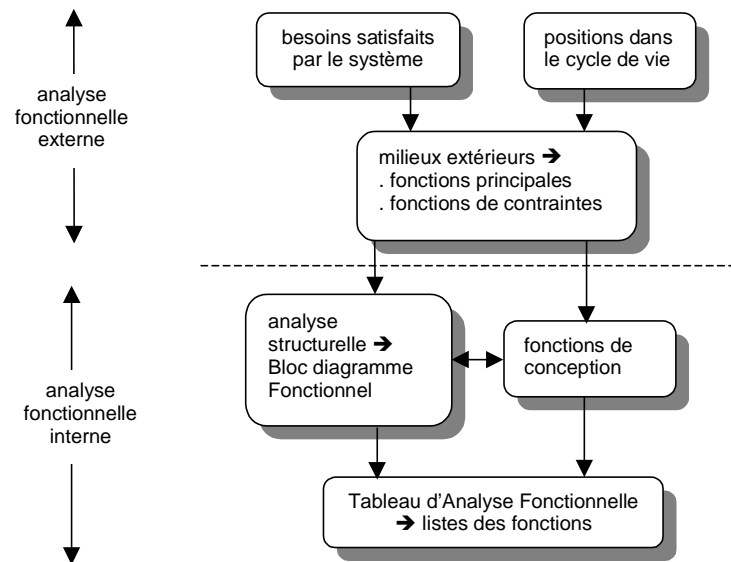 besoins satisfaits
par le système
positions dans
le cycle de vie
analyse
fonctionnelle
externe
milieux extérieurs ➔
. fonctions principales
. fonctions de contraintes
analyse
structurelle ➔
Bloc diagramme
Fonctionnel
fonctions de
conception
analyse
fonctionnelle
interne
Tableau d'Analyse Fonctionnelle
➔ listes des fonctions